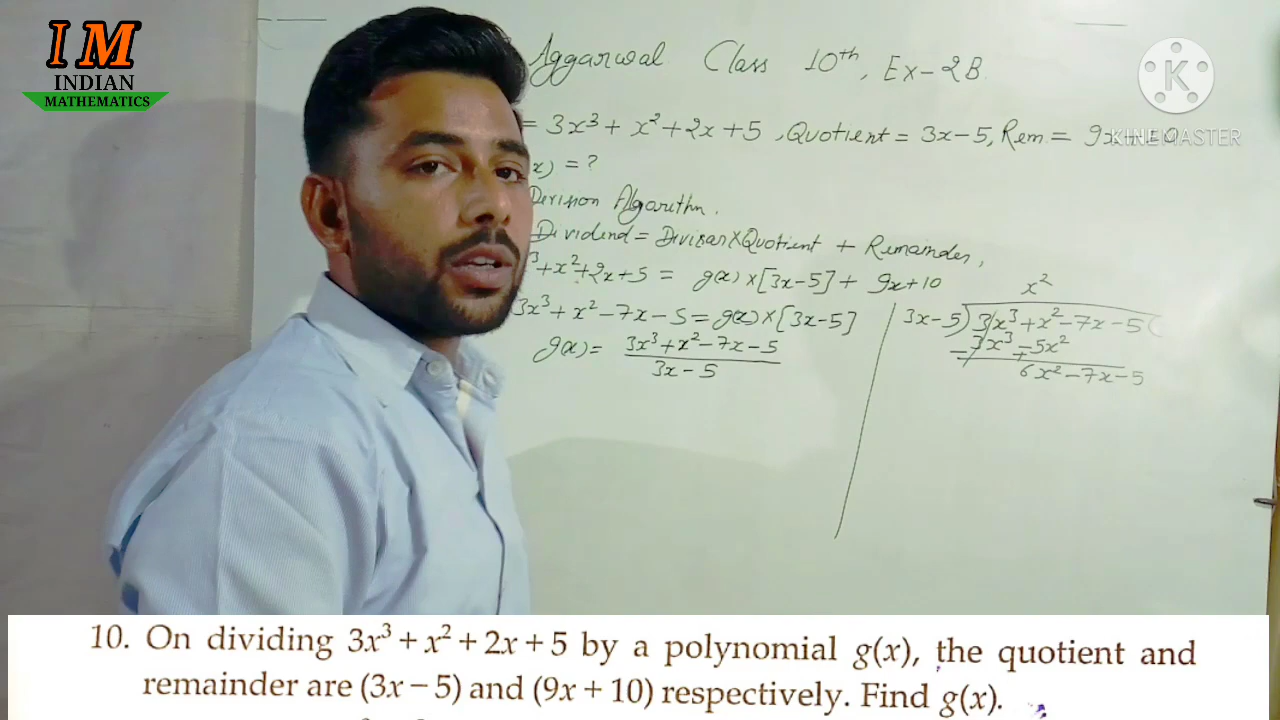 I M
INDIAN
MATHEMATICS
Aggarwal Class 10th, Ex-2B.
= 3x³ + x² + 2x + 5, Quotient = 3x-5, Rem = 9x+10
K
KINEMASTER
x) = ?
Division Algorithm.
Dividend = Divisor × Quotient + Remainder,
³ + x² + 2x + 5 = g(x) × [3x-5] + 9x+10
3x³ + x² - 7x - 5 = g(x) × [3x-5]
g(x) = 3x³ + x² - 7x - 5
3x - 5
x²
3x-5) 3x³ + x² - 7x - 5 (
3x³ - 5x²
- +
6x² - 7x - 5
10. On dividing 3x³ + x² + 2x + 5 by a polynomial g(x), the quotient and
remainder are (3x − 5) and (9x + 10) respectively. Find g(x).